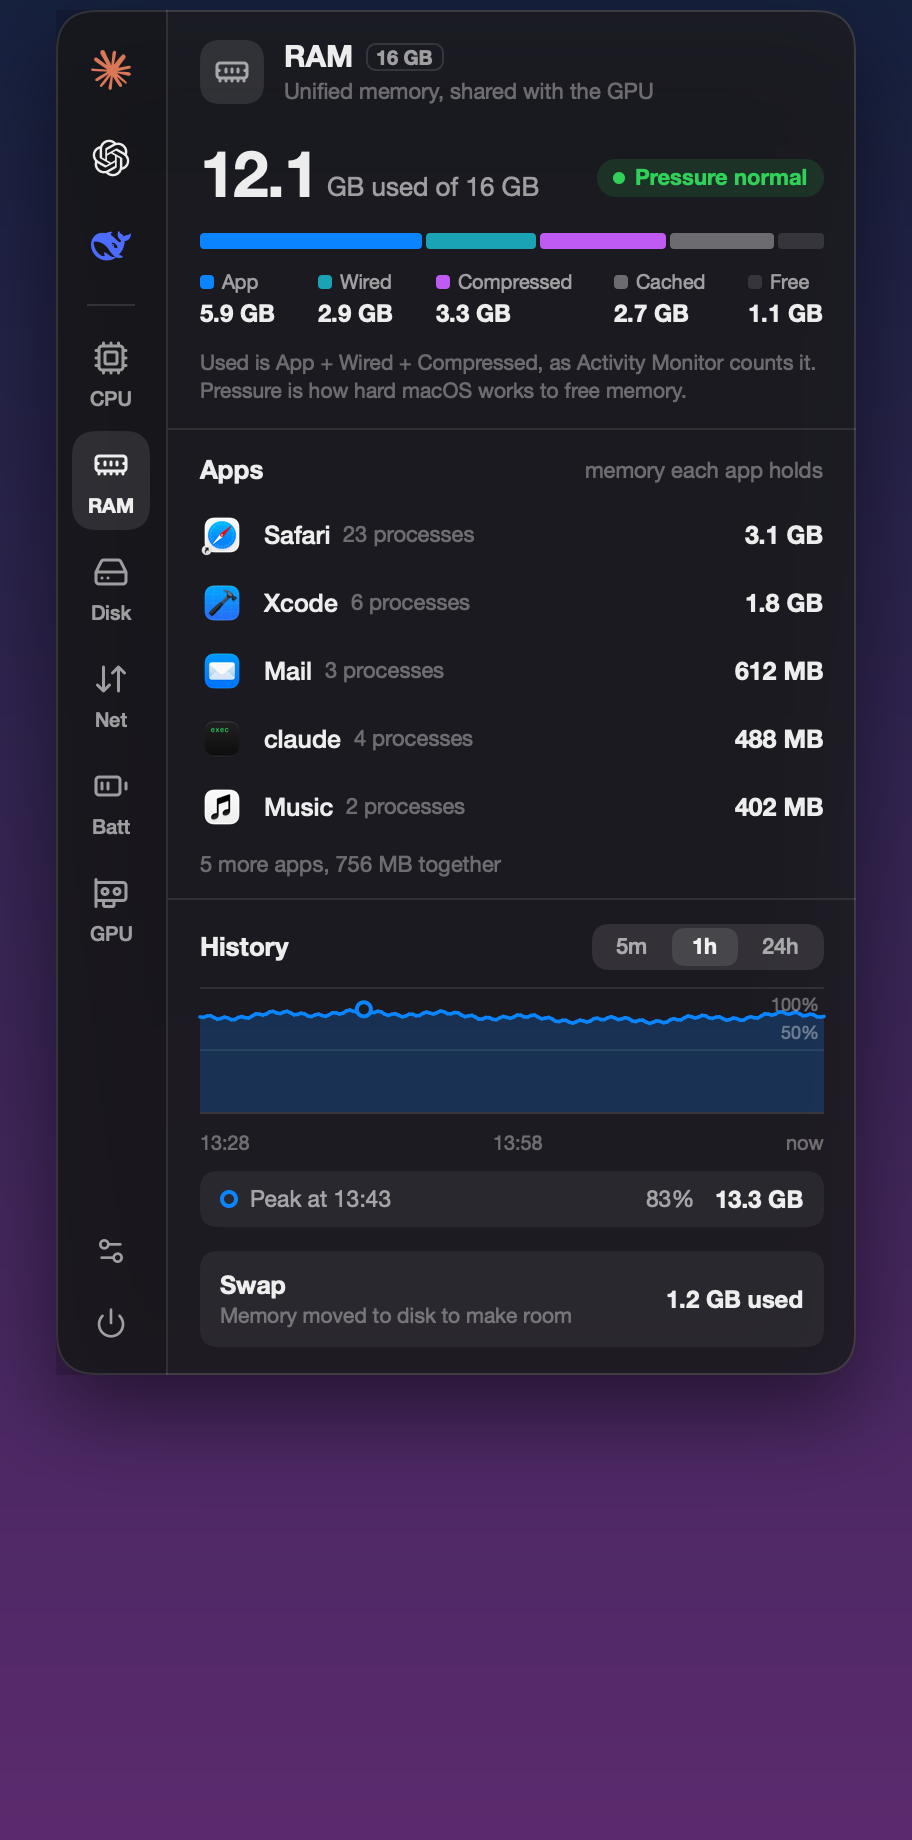 RAM 16 GB
Unified memory, shared with the GPU
12.1 GB used of 16 GB
Pressure normal
App
5.9 GB
Wired
2.9 GB
Compressed
3.3 GB
Cached
2.7 GB
Free
1.1 GB
Used is App + Wired + Compressed, as Activity Monitor counts it.
Pressure is how hard macOS works to free memory.
CPU
RAM
Disk
Net
Batt
GPU
Apps
memory each app holds
Safari 23 processes 3.1 GB
Xcode 6 processes 1.8 GB
Mail 3 processes 612 MB
exec
claude 4 processes 488 MB
Music 2 processes 402 MB
5 more apps, 756 MB together
History
5m 1h 24h
100%
50%
13:28 13:58 now
Peak at 13:43 83% 13.3 GB
Swap
Memory moved to disk to make room
1.2 GB used